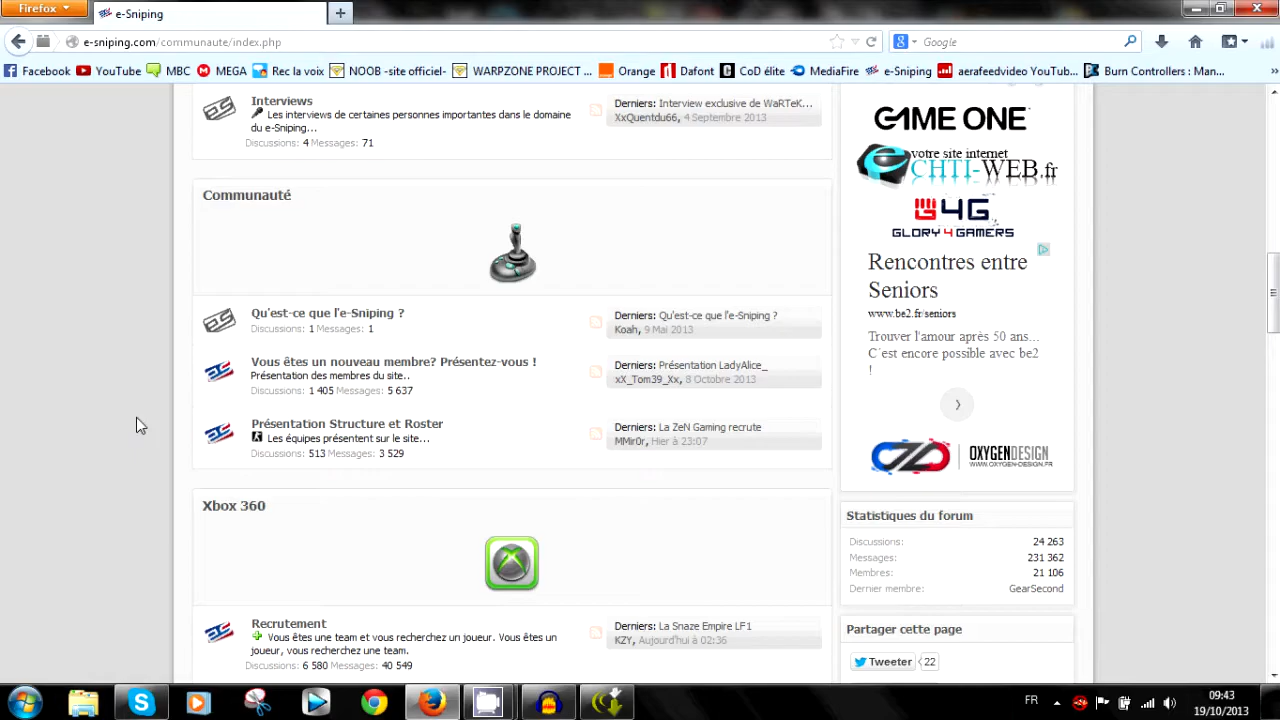 Firefox
e-Sniping
e-sniping.com/communaute/index.php
Google
Facebook YouTube MBC MEGA Rec la voix NOOB -site officiel- WARPZONE PROJECT ... Orange Dafont CoD élite MediaFire e-Sniping aerafeedvideo YouTub... Burn Controllers : Man...
Interviews
Les interviews de certaines personnes importantes dans le domaine
du e-Sniping...
Discussions: 4 Messages: 71
Derniers: Interview exclusive de WaRTeK...
XxQuentdu66, 4 Septembre 2013
Communauté
Qu'est-ce que l'e-Sniping ?
Discussions: 1 Messages: 1
Derniers: Qu'est-ce que l'e-Sniping ?
Koah, 9 Mai 2013
Vous êtes un nouveau membre? Présentez-vous !
Présentation des membres du site..
Discussions: 1 405 Messages: 5 637
Derniers: Présentation LadyAlice_
xX_Tom39_Xx, 8 Octobre 2013
Présentation Structure et Roster
Les équipes présentent sur le site...
Discussions: 513 Messages: 3 529
Derniers: La ZeN Gaming recrute
MMir0r, Hier à 23:07
Xbox 360
Recrutement
Vous êtes une team et vous recherchez un joueur. Vous êtes un
joueur, vous recherchez une team.
Discussions: 6 580 Messages: 40 549
Derniers: La Snaze Empire LF1
KZY, Aujourd'hui à 02:36
GAME ONE
votre site internet
CHTI-WEB.fr
G4G
GLORY 4 GAMERS
Rencontres entre
Seniors
www.be2.fr/seniors
Trouver l'amour après 50 ans...
C'est encore possible avec be2
!
OXYGENDESIGN
WWW.OXYGEN-DESIGN.FR
Statistiques du forum
Discussions: 24 263
Messages: 231 362
Membres: 21 106
Dernier membre: GearSecond
Partager cette page
Tweeter 22
FR
09:43
19/10/2013